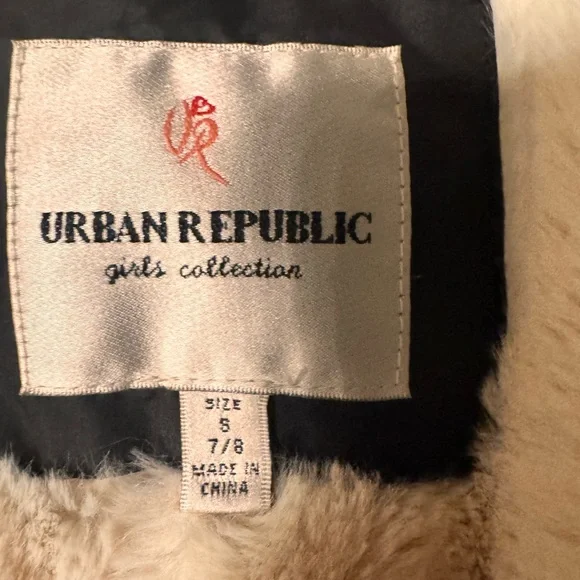 UR
URBAN REPUBLIC
girls collection
SIZE
S
7/8
MADE IN
CHINA